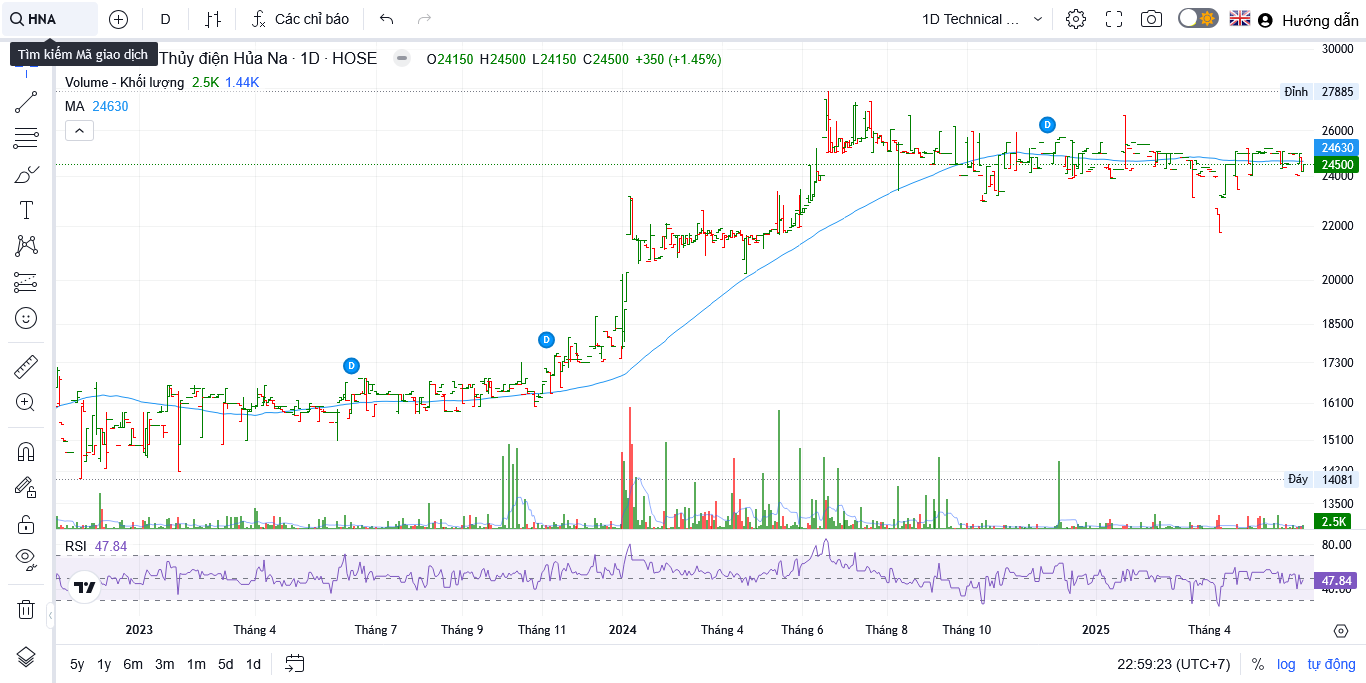 HNA
D
Các chỉ báo
1D Technical ...
Hướng dẫn
Tìm kiếm Mã giao dịch
Thủy điện Hủa Na · 1D · HOSE
O24150 H24500 L24150 C24500 +350 (+1.45%)
Volume - Khối lượng 2.5K 1.44K
MA 24630
30000
Đỉnh 27885
26000
24630
24500
24000
22000
20000
18500
17300
16100
15100
14200
Đáy 14081
13500
2.5K
D
D
D
RSI 47.84
80.00
47.84
40.00
2023
Tháng 4
Tháng 7
Tháng 9
Tháng 11
2024
Tháng 4
Tháng 6
Tháng 8
Tháng 10
2025
Tháng 4
5y 1y 6m 3m 1m 5d 1d
22:59:23 (UTC+7)
% log tự động